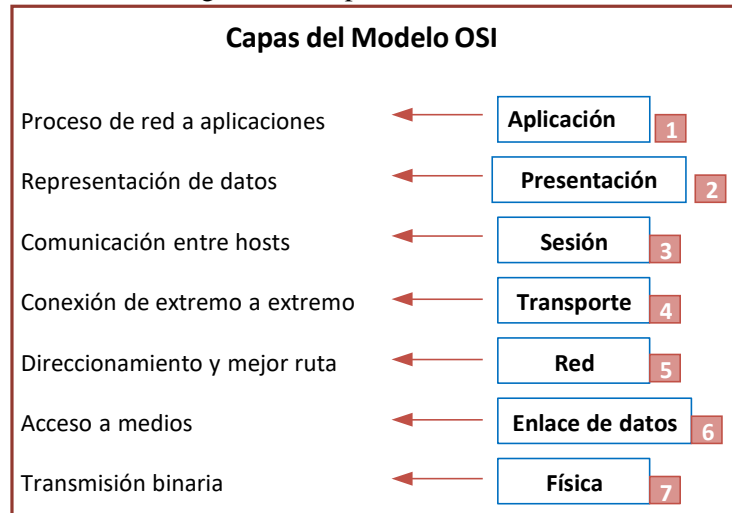 Capas del Modelo OSI
Proceso de red a aplicaciones Aplicación 1
Representación de datos Presentación 2
Comunicación entre hosts Sesión 3
Conexión de extremo a extremo Transporte 4
Direccionamiento y mejor ruta Red 5
Acceso a medios Enlace de datos 6
Transmisión binaria Física 7